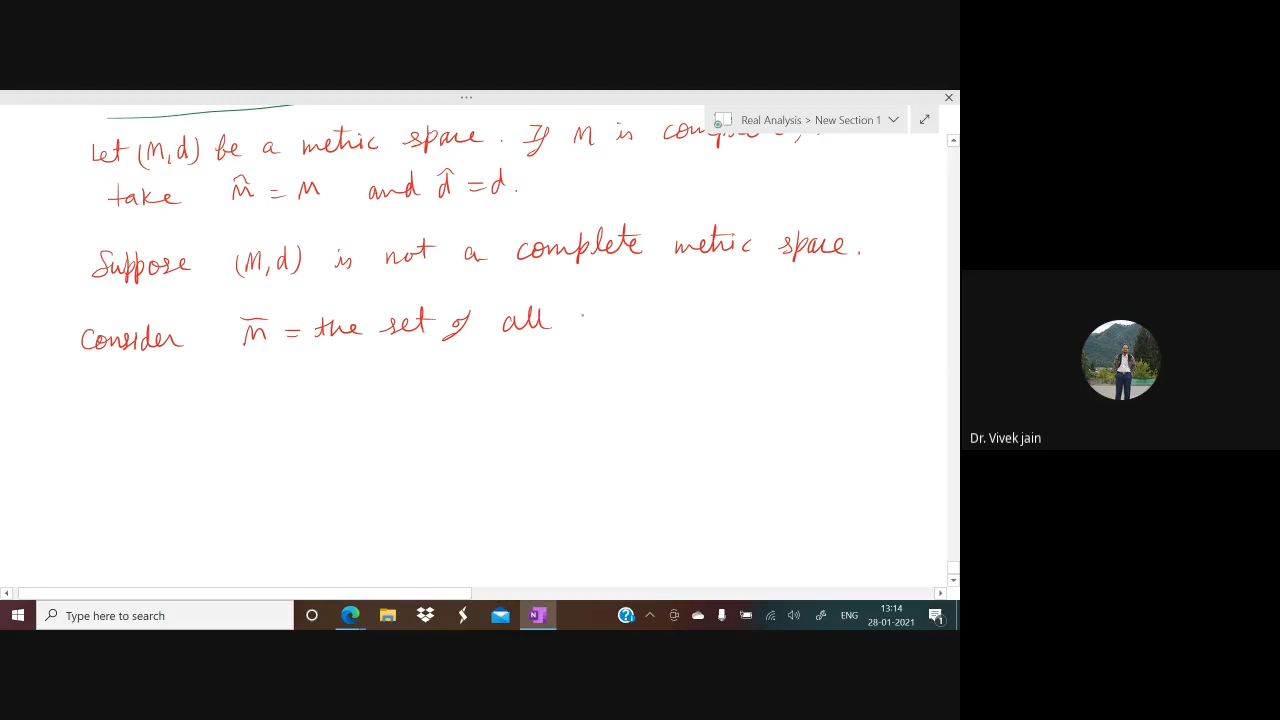 Real Analysis > New Section 1
Let (M,d) be a metric space. If M is
take M̂ = M and d̂ = d.
Suppose (M,d) is not a complete metric space.
Consider M̅ = the set of all
Dr. Vivek jain
Type here to search
ENG
13:14
28-01-2021
1